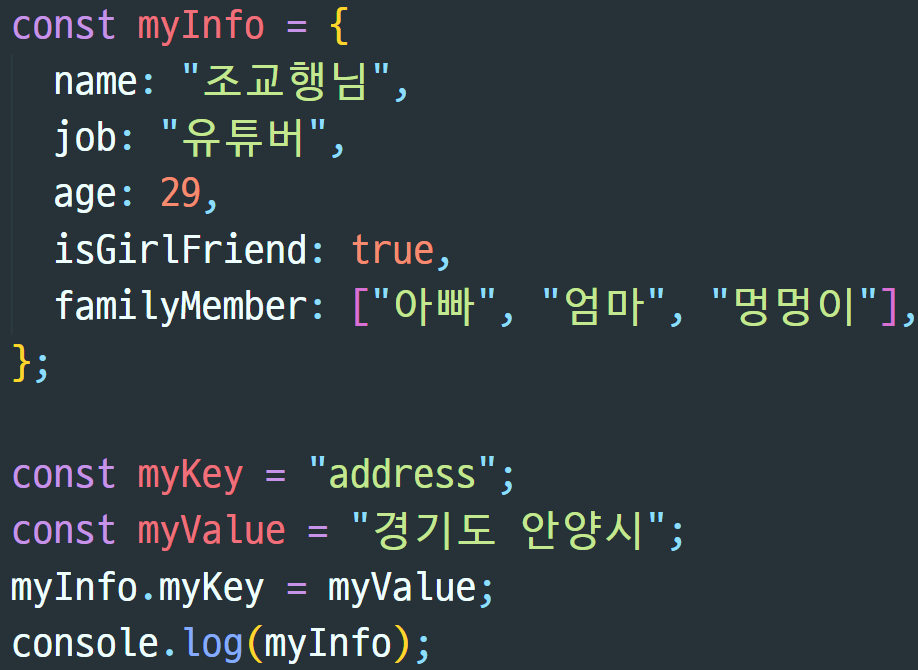 const myInfo = {
  name: "조교행님",
  job: "유튜버",
  age: 29,
  isGirlFriend: true,
  familyMember: ["아빠", "엄마", "멍멍이"],
};
const myKey = "address";
const myValue = "경기도 안양시";
myInfo.myKey = myValue;
console.log(myInfo);